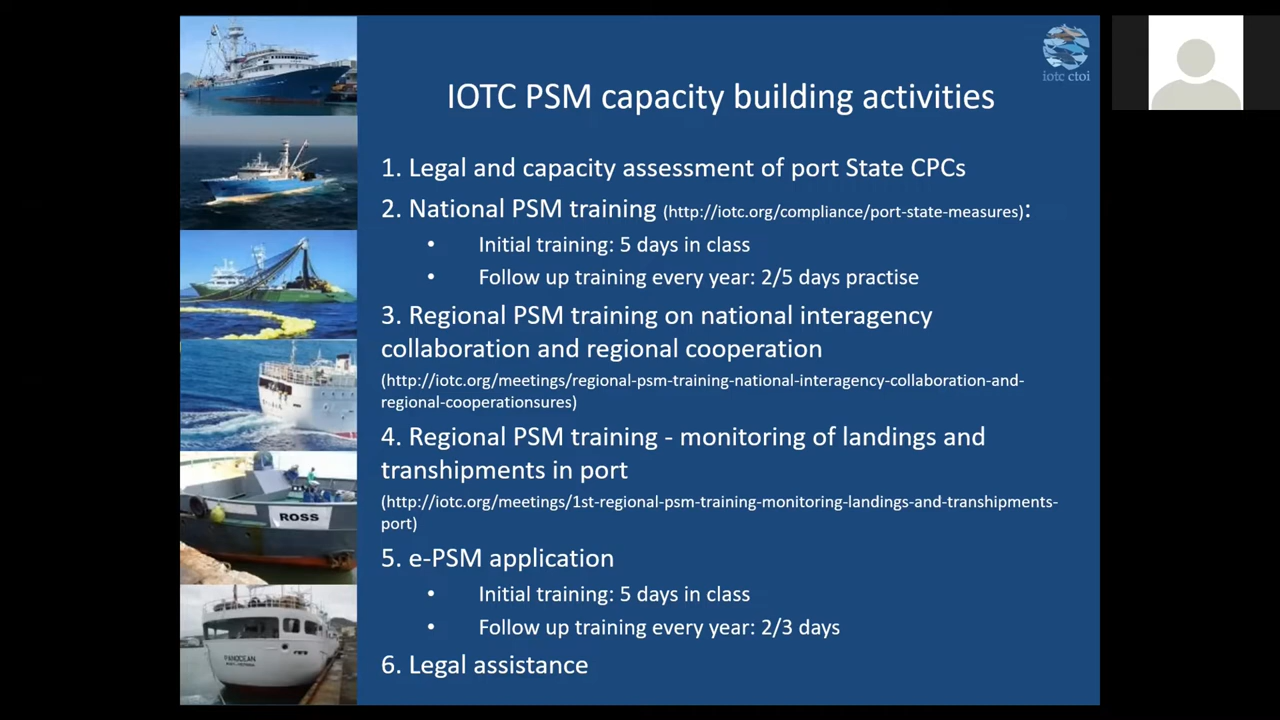 iotc ctoi
IOTC PSM capacity building activities
1. Legal and capacity assessment of port State CPCs
2. National PSM training (http://iotc.org/compliance/port-state-measures):
• Initial training: 5 days in class
• Follow up training every year: 2/5 days practise
3. Regional PSM training on national interagency
collaboration and regional cooperation
(http://iotc.org/meetings/regional-psm-training-national-interagency-collaboration-and-
regional-cooperationsures)
4. Regional PSM training - monitoring of landings and
transhipments in port
(http://iotc.org/meetings/1st-regional-psm-training-monitoring-landings-and-transhipments-
port)
5. e-PSM application
• Initial training: 5 days in class
• Follow up training every year: 2/3 days
6. Legal assistance
ROSS